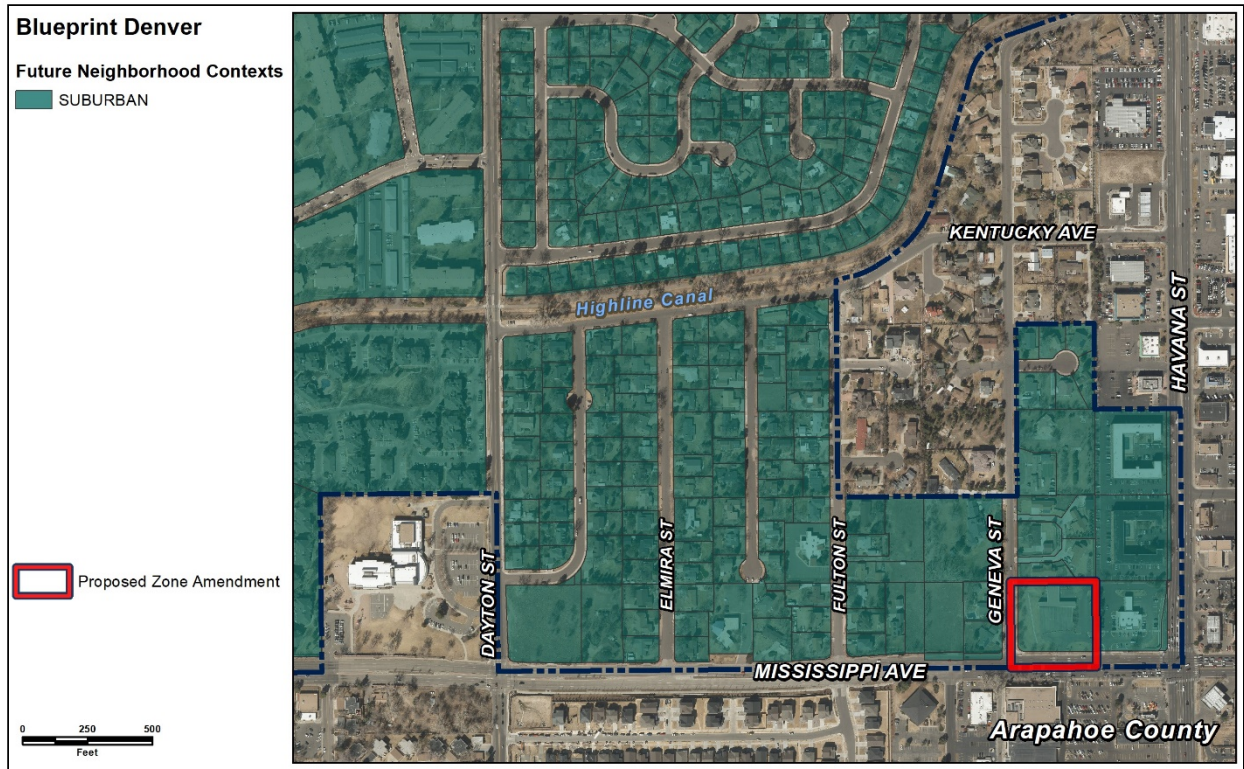 Blueprint Denver
Future Neighborhood Contexts
SUBURBAN
Proposed Zone Amendment
0 250 500
Feet
KENTUCKY AVE
Highline Canal
HAVANA ST
DAYTON ST
ELMIRA ST
FULTON ST
GENEVA ST
MISSISSIPPI AVE
Arapahoe County